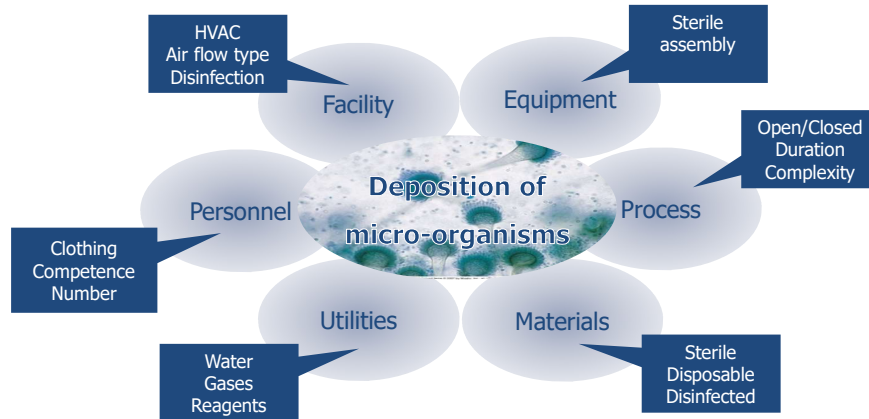 HVAC
Air flow type
Disinfection
Sterile
assembly
Facility
Equipment
Open/Closed
Duration
Complexity
Personnel
Deposition of
micro-organisms
Process
Clothing
Competence
Number
Utilities
Materials
Water
Gases
Reagents
Sterile
Disposable
Disinfected